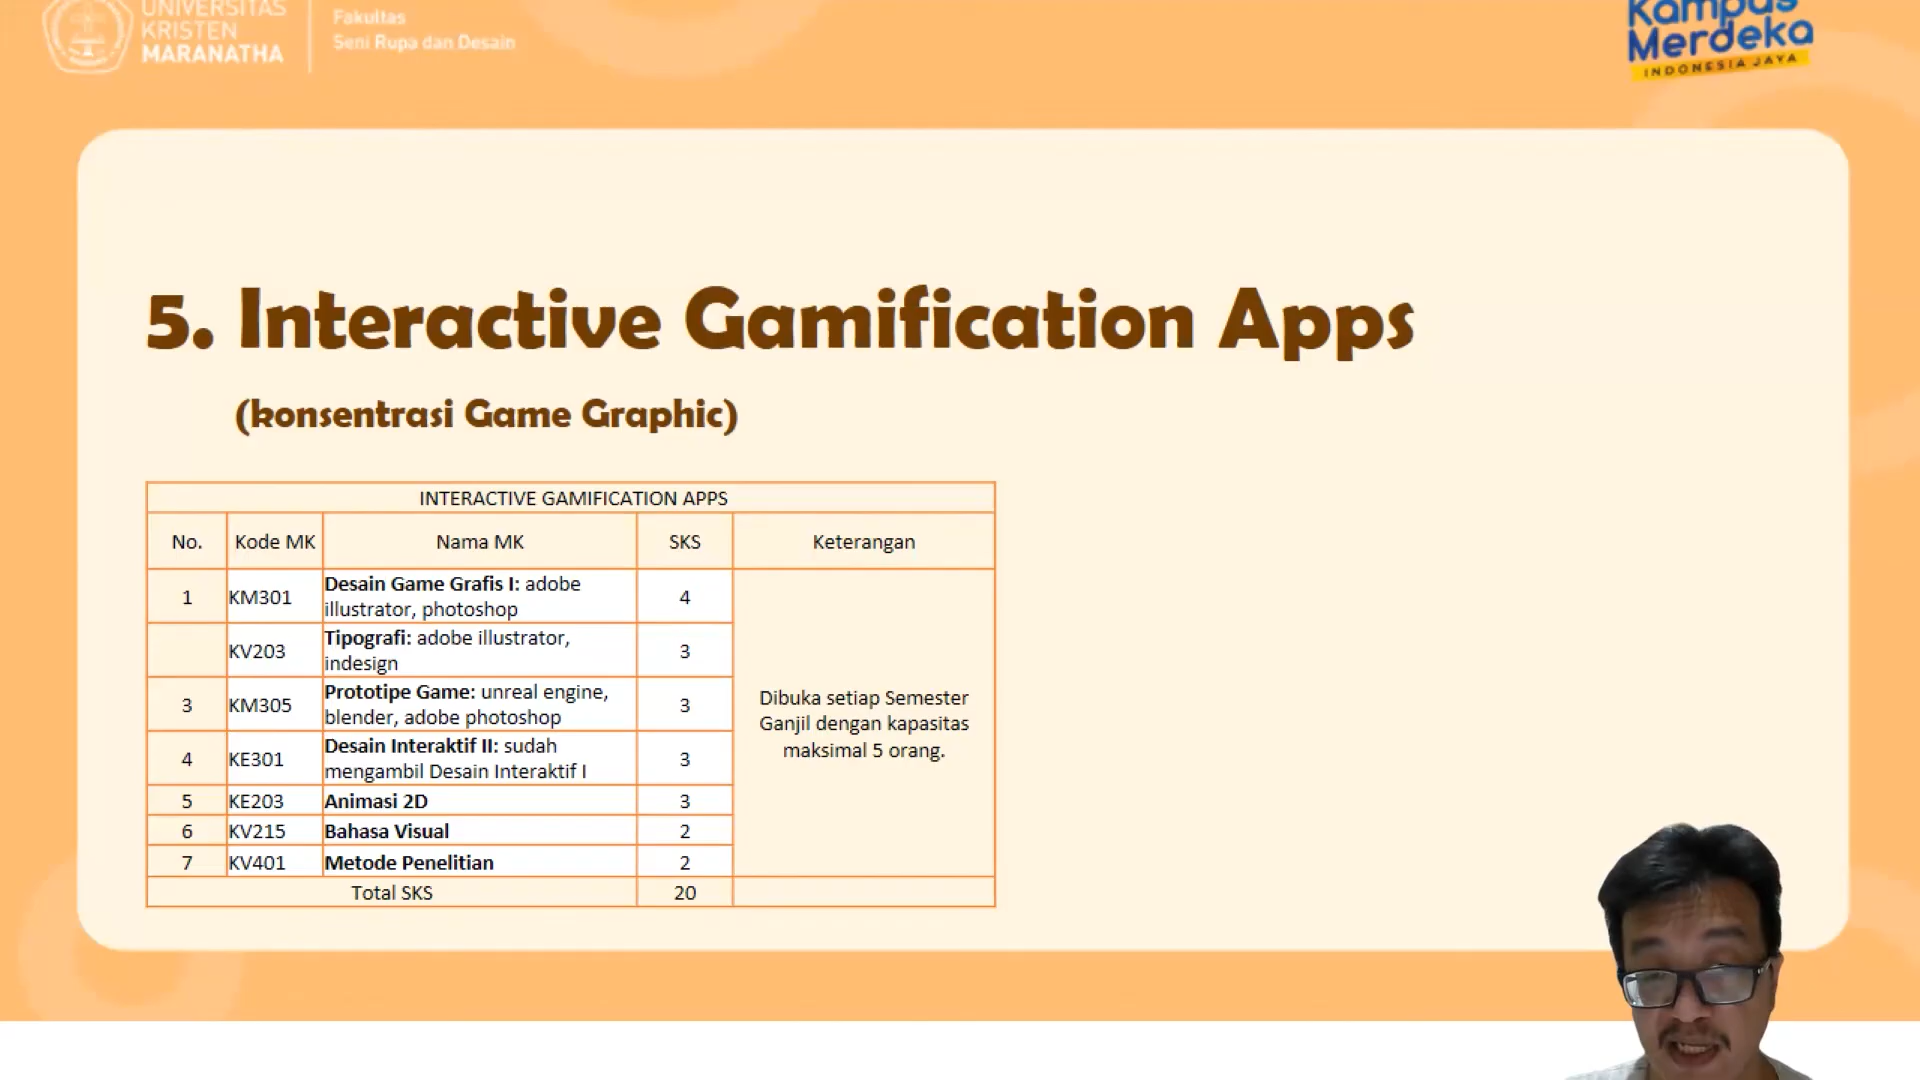 UNIVERSITAS
KRISTEN
MARANATHA
Fakultas
Seni Rupa dan Desain
Kampus
Merdeka
INDONESIA JAYA
5. Interactive Gamification Apps
(konsentrasi Game Graphic)
INTERACTIVE GAMIFICATION APPS
No. Kode MK Nama MK SKS Keterangan
1 KM301 Desain Game Grafis I: adobe illustrator, photoshop 4
KV203 Tipografi: adobe illustrator, indesign 3
3 KM305 Prototipe Game: unreal engine, blender, adobe photoshop 3
4 KE301 Desain Interaktif II: sudah mengambil Desain Interaktif I 3
5 KE203 Animasi 2D 3
6 KV215 Bahasa Visual 2
7 KV401 Metode Penelitian 2
Dibuka setiap Semester
Ganjil dengan kapasitas
maksimal 5 orang.
Total SKS 20